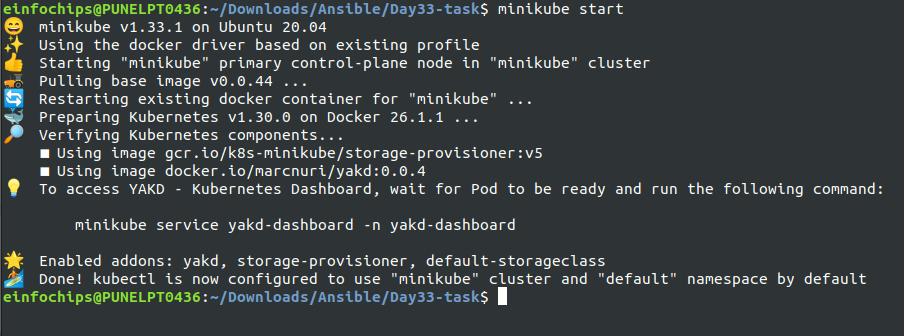 einfochips@PUNELPT0436:~/Downloads/Ansible/Day33-task$ minikube start
😄 minikube v1.33.1 on Ubuntu 20.04
✨ Using the docker driver based on existing profile
👍 Starting "minikube" primary control-plane node in "minikube" cluster
🚜 Pulling base image v0.0.44 ...
🔄 Restarting existing docker container for "minikube" ...
🐳 Preparing Kubernetes v1.30.0 on Docker 26.1.1 ...
🔎 Verifying Kubernetes components...
■ Using image gcr.io/k8s-minikube/storage-provisioner:v5
■ Using image docker.io/marcnuri/yakd:0.0.4
💡 To access YAKD - Kubernetes Dashboard, wait for Pod to be ready and run the following command:
minikube service yakd-dashboard -n yakd-dashboard
🌟 Enabled addons: yakd, storage-provisioner, default-storageclass
🏄 Done! kubectl is now configured to use "minikube" cluster and "default" namespace by default
einfochips@PUNELPT0436:~/Downloads/Ansible/Day33-task$